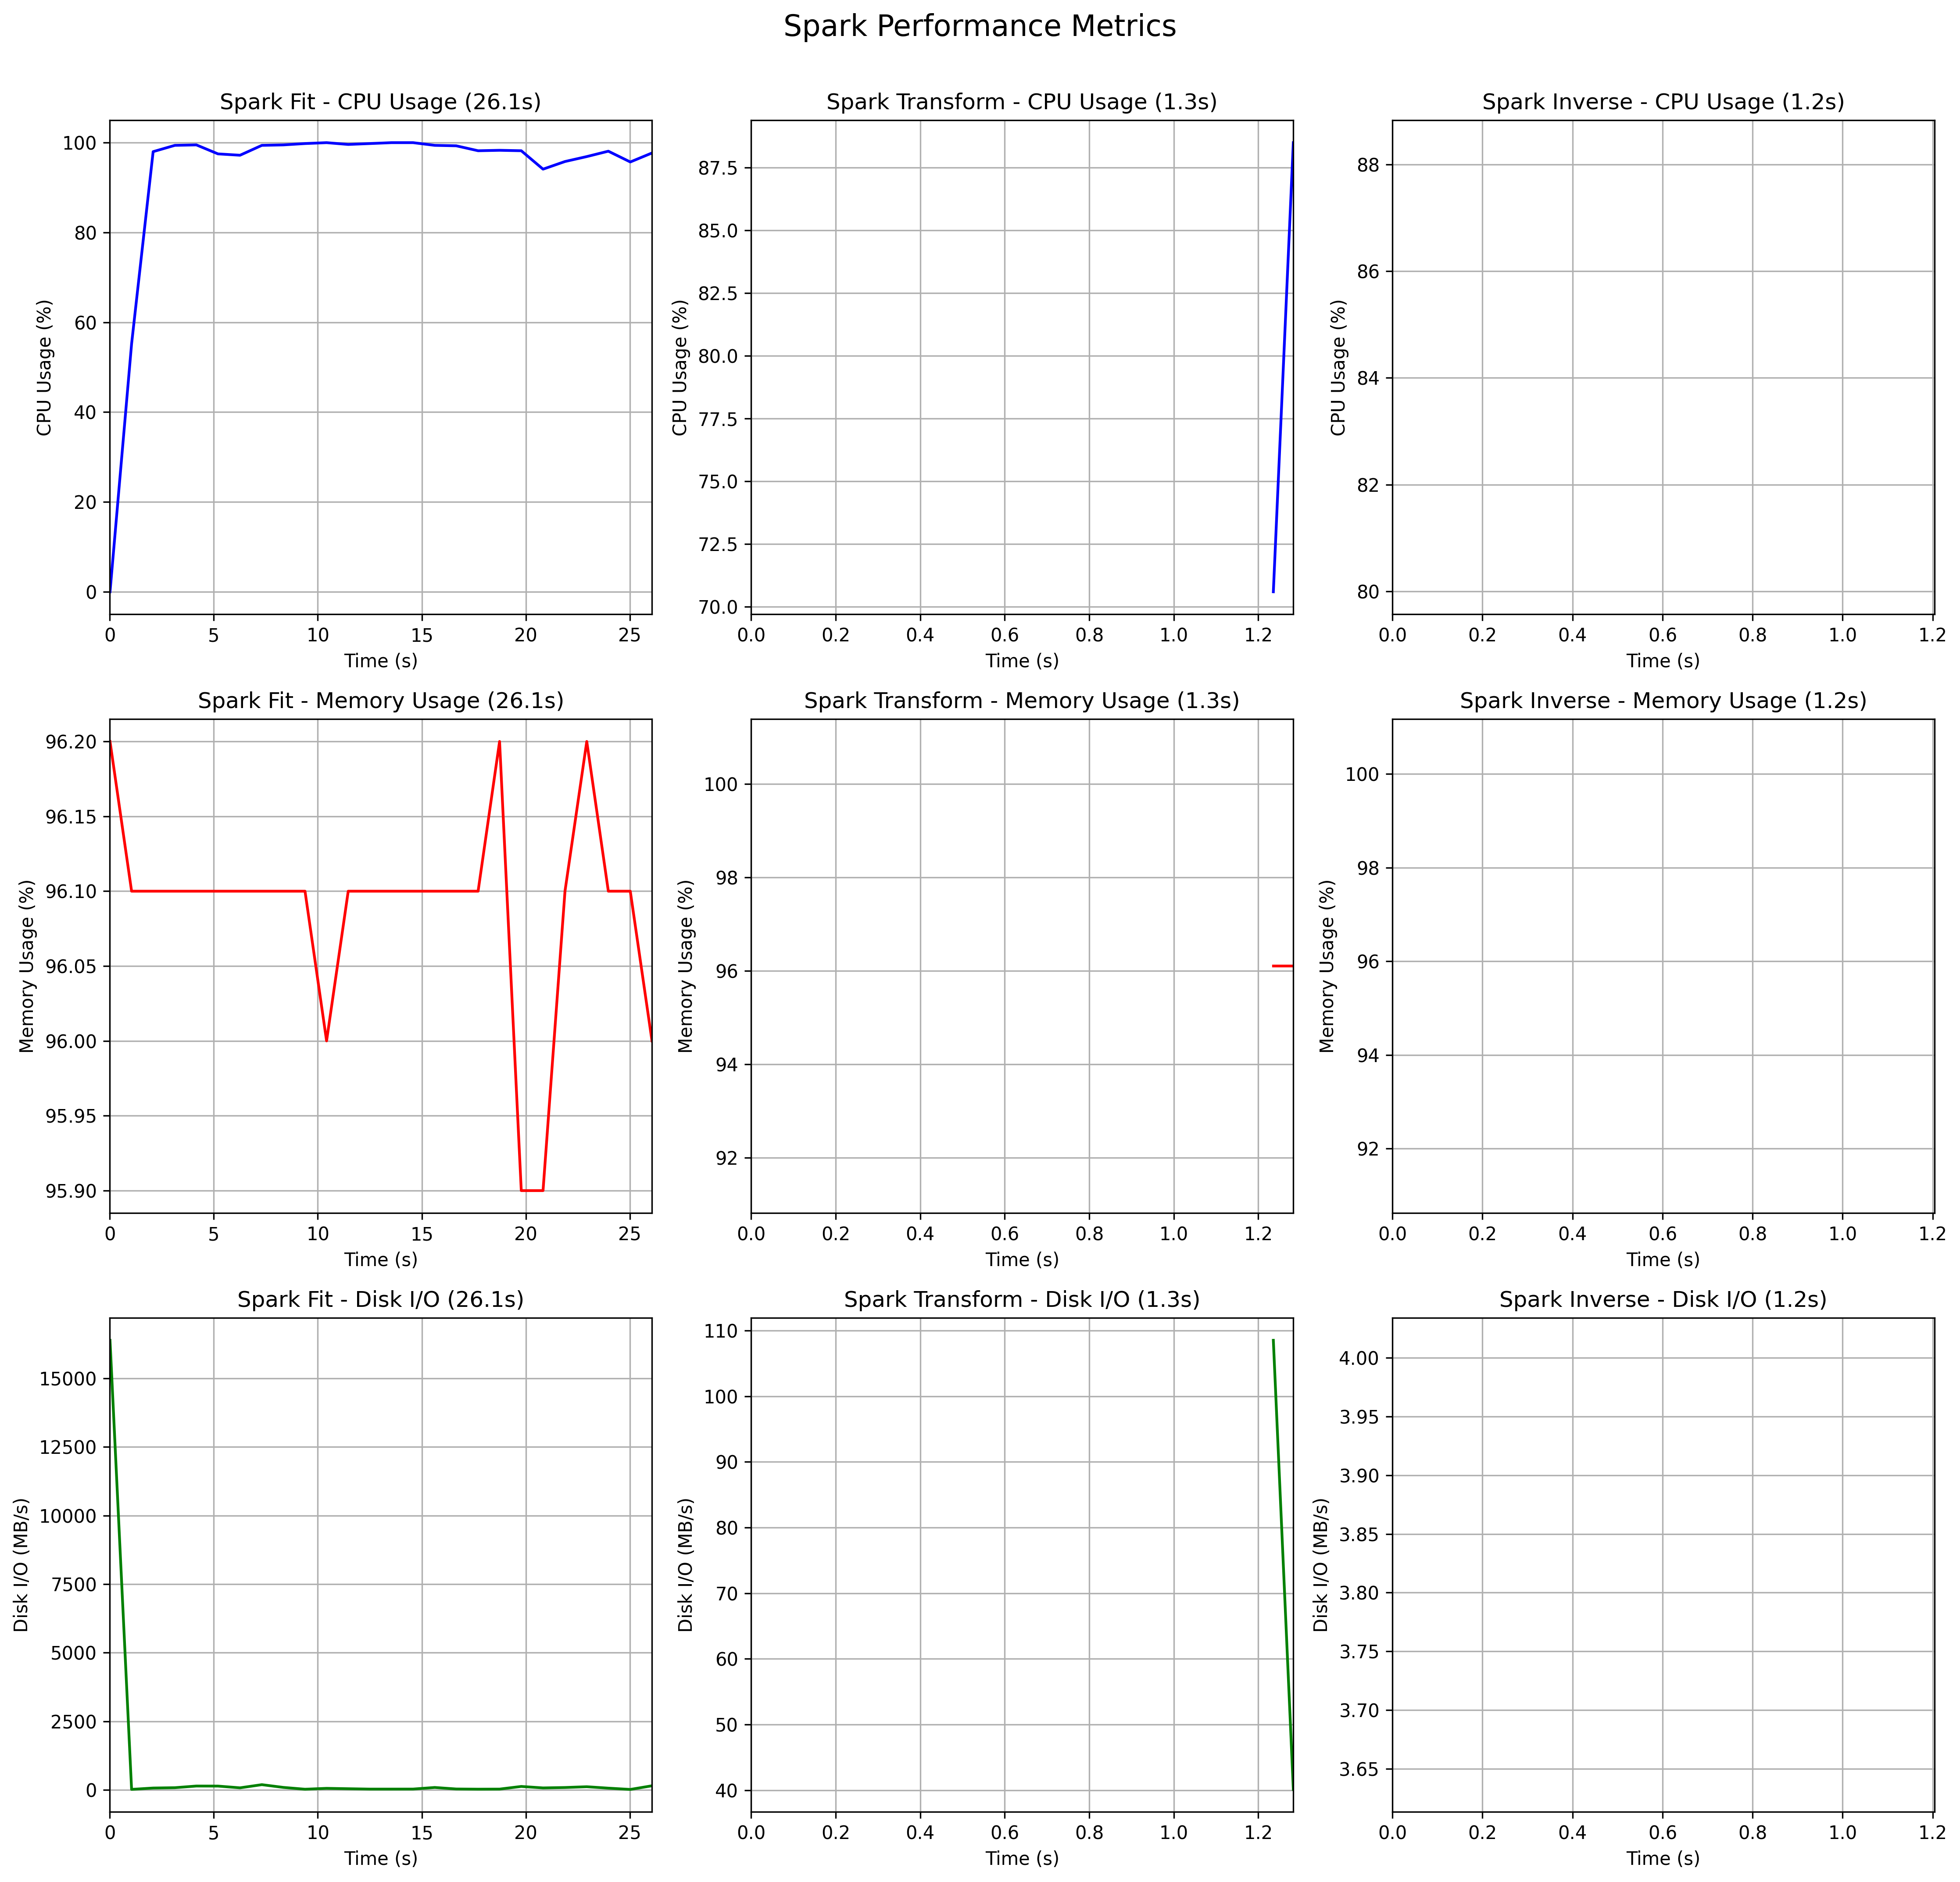 Spark Performance Metrics
Spark Fit - CPU Usage (26.1s)
CPU Usage (%)
100
80
60
40
20
0
0 5 10 15 20 25
Time (s)
Spark Transform - CPU Usage (1.3s)
CPU Usage (%)
87.5
85.0
82.5
80.0
77.5
75.0
72.5
70.0
0.0 0.2 0.4 0.6 0.8 1.0 1.2
Time (s)
Spark Inverse - CPU Usage (1.2s)
CPU Usage (%)
88
86
84
82
80
0.0 0.2 0.4 0.6 0.8 1.0 1.2
Time (s)
Spark Fit - Memory Usage (26.1s)
Memory Usage (%)
96.20
96.15
96.10
96.05
96.00
95.95
95.90
0 5 10 15 20 25
Time (s)
Spark Transform - Memory Usage (1.3s)
Memory Usage (%)
100
98
96
94
92
0.0 0.2 0.4 0.6 0.8 1.0 1.2
Time (s)
Spark Inverse - Memory Usage (1.2s)
Memory Usage (%)
100
98
96
94
92
0.0 0.2 0.4 0.6 0.8 1.0 1.2
Time (s)
Spark Fit - Disk I/O (26.1s)
Disk I/O (MB/s)
15000
12500
10000
7500
5000
2500
0
0 5 10 15 20 25
Time (s)
Spark Transform - Disk I/O (1.3s)
Disk I/O (MB/s)
110
100
90
80
70
60
50
40
0.0 0.2 0.4 0.6 0.8 1.0 1.2
Time (s)
Spark Inverse - Disk I/O (1.2s)
Disk I/O (MB/s)
4.00
3.95
3.90
3.85
3.80
3.75
3.70
3.65
0.0 0.2 0.4 0.6 0.8 1.0 1.2
Time (s)